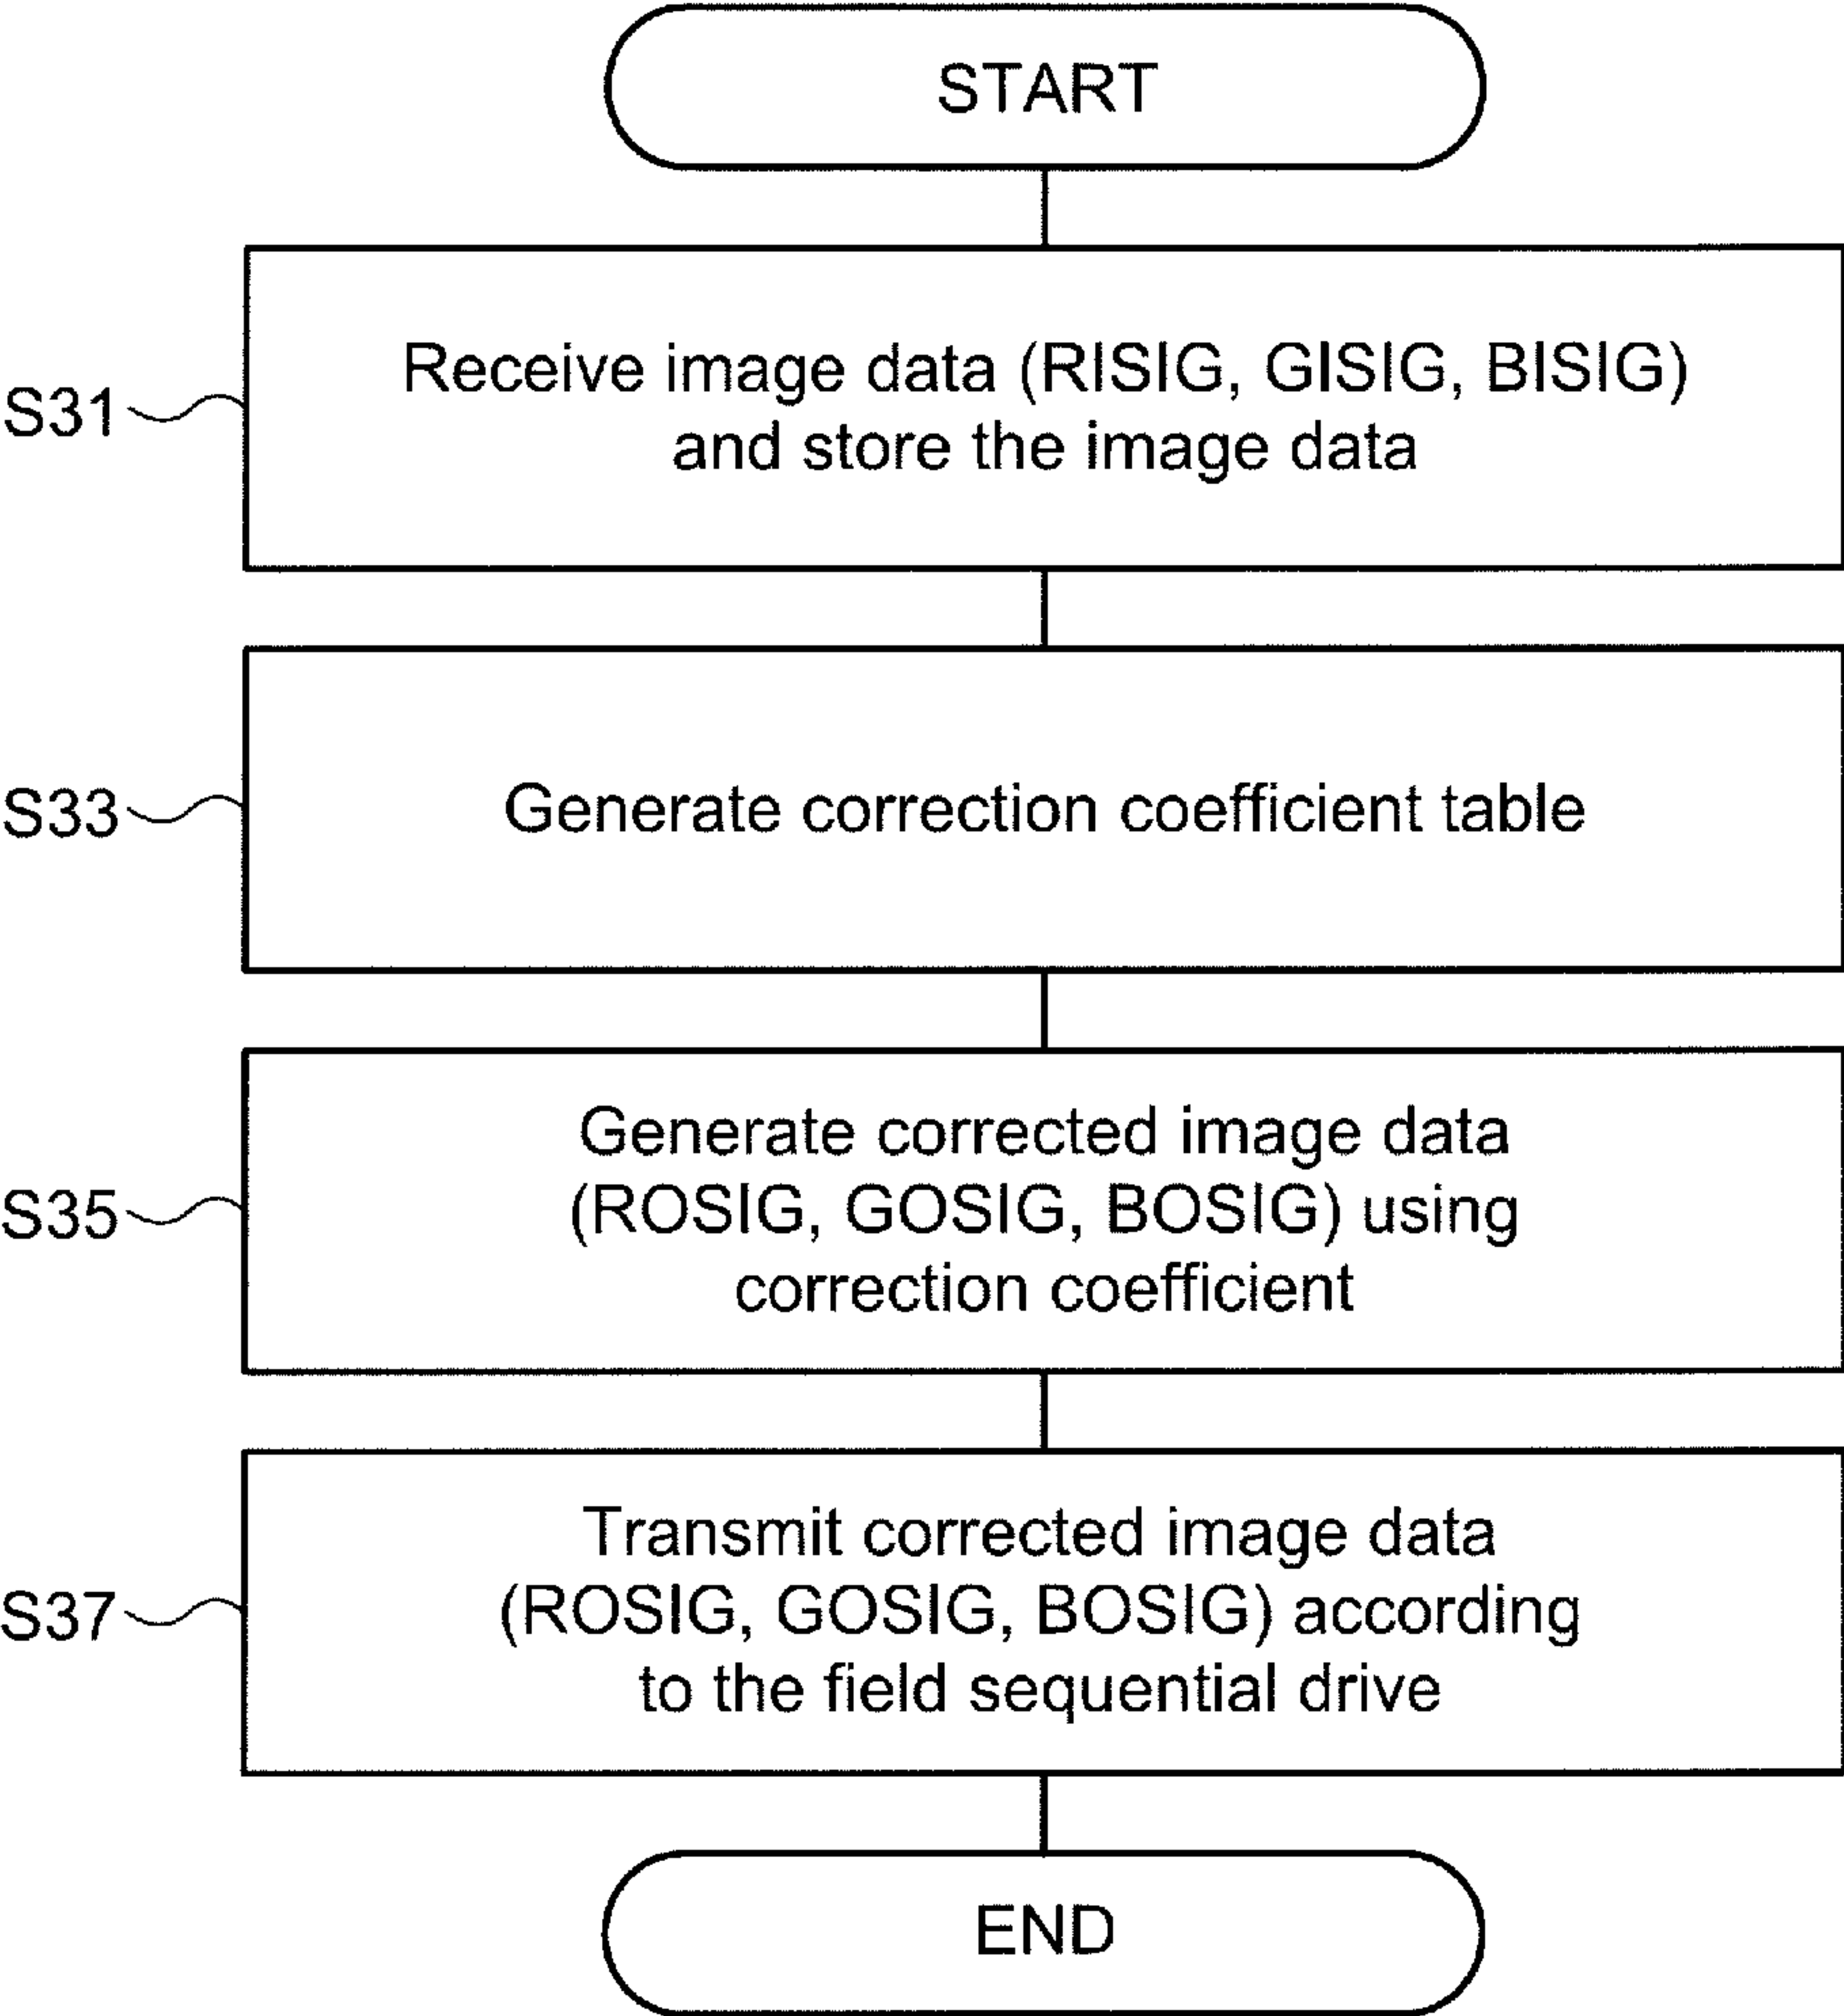 START
Receive image data (RISIG, GISIG, BISIG)
and store the image data
S31
Generate correction coefficient table
S33
Generate corrected image data
(ROSIG, GOSIG, BOSIG) using
correction coefficient
S35
Transmit corrected image data
(ROSIG, GOSIG, BOSIG) according
to the field sequential drive
S37
END